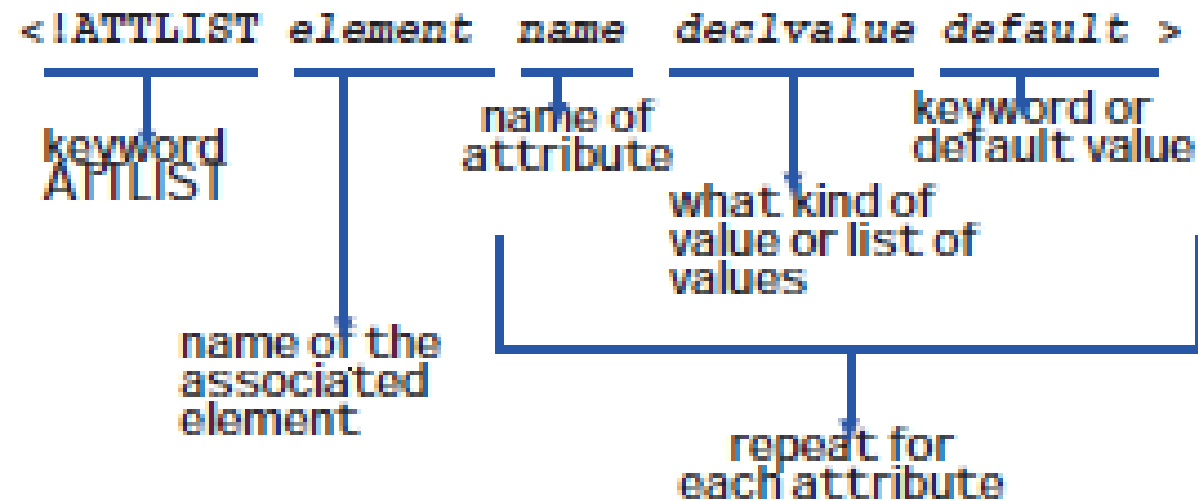 <!ATTLIST element name declvalue default >
keyword
ATTLIST
name of
attribute
keyword or
default value
what kind of
value or list of
values
name of the
associated
element
repeat for
each attribute